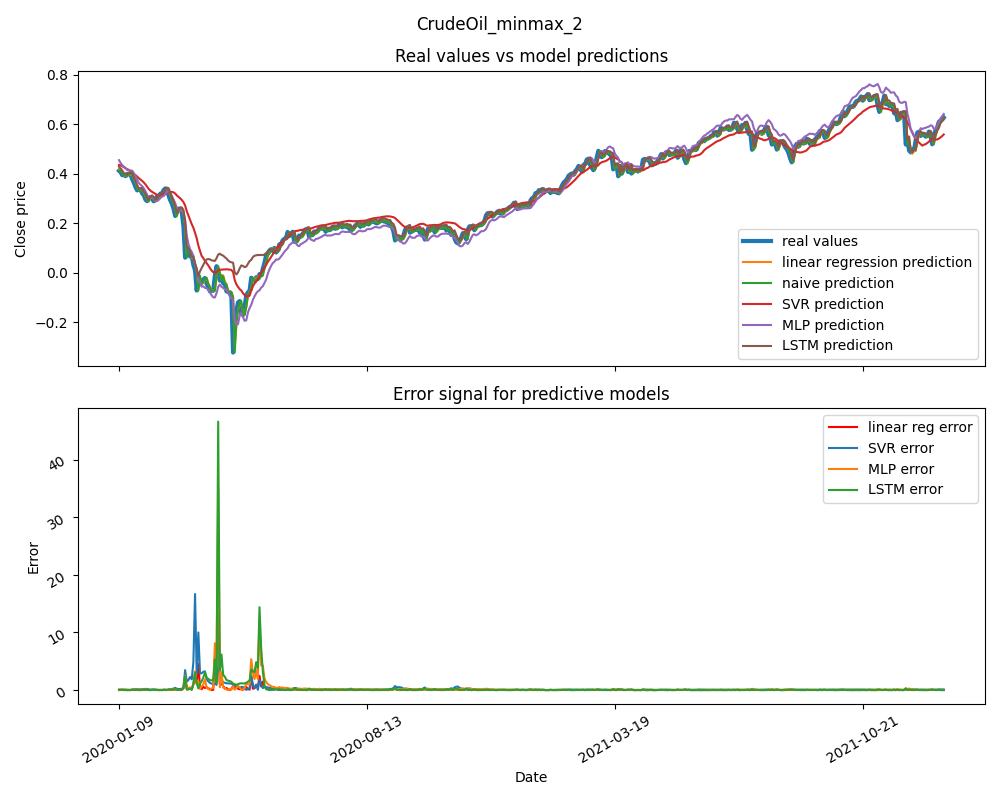 CrudeOil_minmax_2
Real values vs model predictions
Close price
0.8
0.6
0.4
0.2
0.0
−0.2
real values
linear regression prediction
naive prediction
SVR prediction
MLP prediction
LSTM prediction
Error signal for predictive models
Error
40
30
20
10
0
linear reg error
SVR error
MLP error
LSTM error
2020-01-09
2020-08-13
2021-03-19
2021-10-21
Date